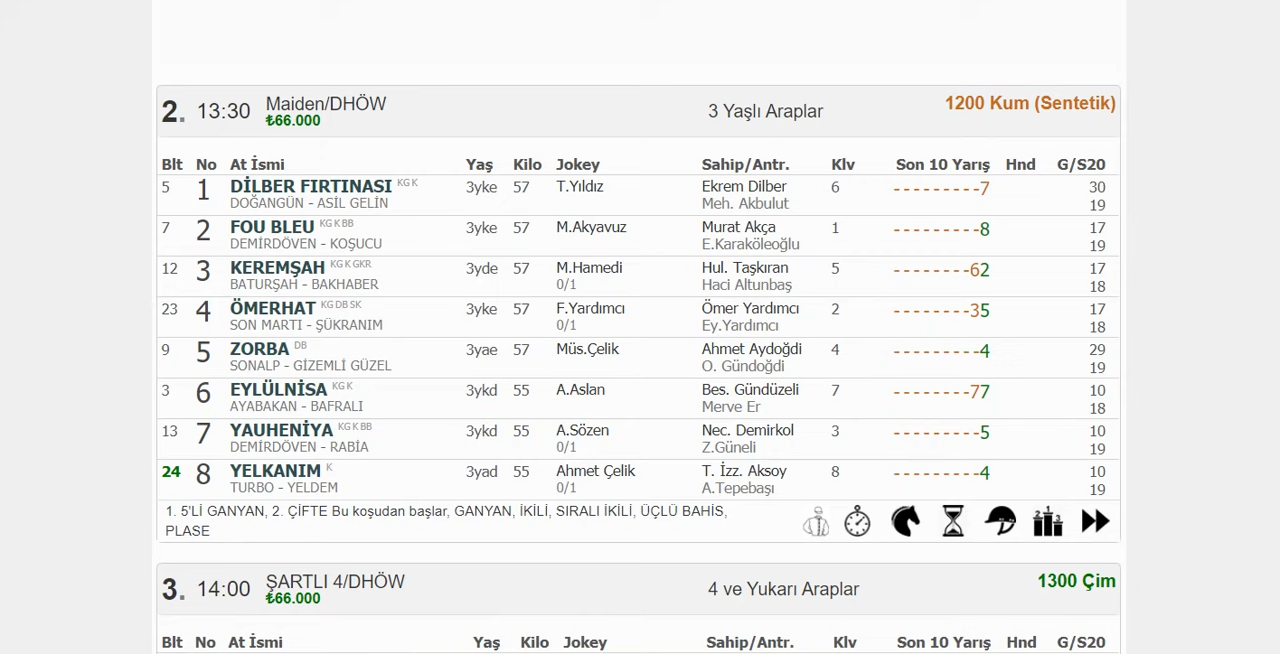 2. 13:30 Maiden/DHÖW 3 Yaşlı Araplar 1200 Kum (Sentetik)
₺66.000
Blt No At İsmi Yaş Kilo Jokey Sahip/Antr. Klv Son 10 Yarış Hnd G/S20
5 1 DİLBER FIRTINASI KG K 3yke 57 T.Yıldız Ekrem Dilber 6 - - - - - - - - -7 30
DOĞANGÜN - ASİL GELİN Meh. Akbulut 19
7 2 FOU BLEU KG K BB 3yke 57 M.Akyavuz Murat Akça 1 - - - - - - - - -8 17
DEMİRDÖVEN - KOŞUCU E.Karaköleoğlu 19
12 3 KEREMŞAH KG K GKR 3yde 57 M.Hamedi Hul. Taşkıran 5 - - - - - - - -62 17
BATURŞAH - BAKHABER 0/1 Haci Altunbaş 18
23 4 ÖMERHAT KG DB SK 3yke 57 F.Yardımcı Ömer Yardımcı 2 - - - - - - - -35 17
SON MARTI - ŞÜKRANIM 0/1 Ey.Yardımcı 18
9 5 ZORBA DB 3yae 57 Müs.Çelik Ahmet Aydoğdi 4 - - - - - - - - -4 29
SONALP - GİZEMLİ GÜZEL O. Gündoğdi 19
3 6 EYLÜLNİSA KG K 3ykd 55 A.Aslan Bes. Gündüzeli 7 - - - - - - - -77 10
AYABAKAN - BAFRALI Merve Er 18
13 7 YAUHENİYA KG K BB 3ykd 55 A.Sözen Nec. Demirkol 3 - - - - - - - - -5 10
DEMİRDÖVEN - RABİA 0/1 Z.Güneli 19
24 8 YELKANIM K 3yad 55 Ahmet Çelik T. İzz. Aksoy 8 - - - - - - - - -4 10
TURBO - YELDEM 0/1 A.Tepebaşı 19
1. 5'Lİ GANYAN, 2. ÇİFTE Bu koşudan başlar, GANYAN, İKİLİ, SIRALI İKİLİ, ÜÇLÜ BAHİS,
PLASE
3. 14:00 ŞARTLI 4/DHÖW 4 ve Yukarı Araplar 1300 Çim
₺66.000
Blt No At İsmi Yaş Kilo Jokey Sahip/Antr. Klv Son 10 Yarış Hnd G/S20